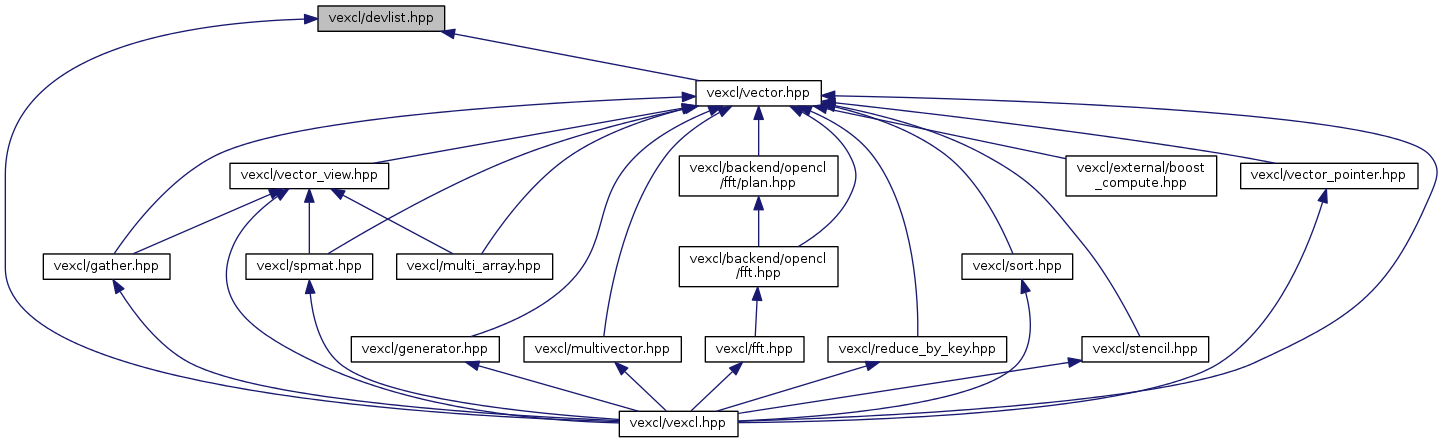 vexcl/devlist.hpp
vexcl/vector.hpp
vexcl/vector_view.hpp
vexcl/backend/opencl
/fft/plan.hpp
vexcl/external/boost
_compute.hpp
vexcl/vector_pointer.hpp
vexcl/gather.hpp
vexcl/spmat.hpp
vexcl/multi_array.hpp
vexcl/backend/opencl
/fft.hpp
vexcl/sort.hpp
vexcl/generator.hpp
vexcl/multivector.hpp
vexcl/fft.hpp
vexcl/reduce_by_key.hpp
vexcl/stencil.hpp
vexcl/vexcl.hpp